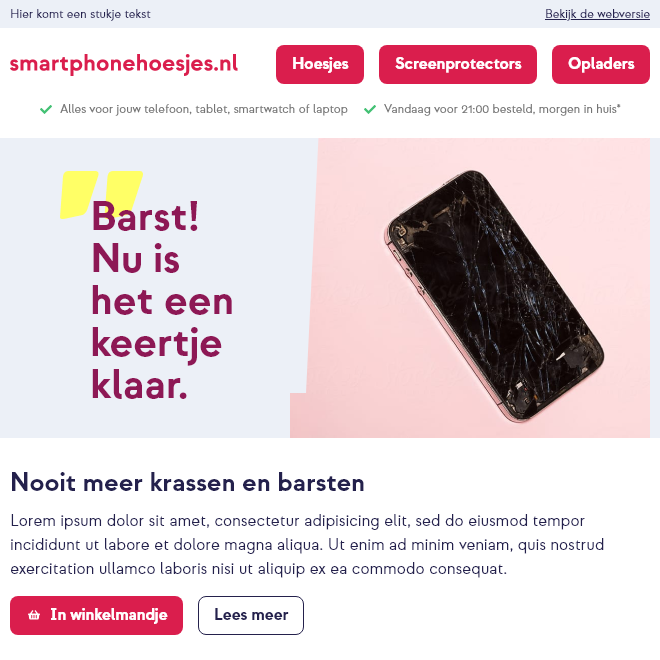 Hier komt een stukje tekst
Bekijk de webversie
smartphonehoesjes.nl
Hoesjes
Screenprotectors
Opladers
Alles voor jouw telefoon, tablet, smartwatch of laptop
Vandaag voor 21:00 besteld, morgen in huis*
Barst!
Nu is
het een
keertje
klaar.
Nooit meer krassen en barsten
Lorem ipsum dolor sit amet, consectetur adipisicing elit, sed do eiusmod tempor
incididunt ut labore et dolore magna aliqua. Ut enim ad minim veniam, quis nostrud
exercitation ullamco laboris nisi ut aliquip ex ea commodo consequat.
In winkelmandje
Lees meer